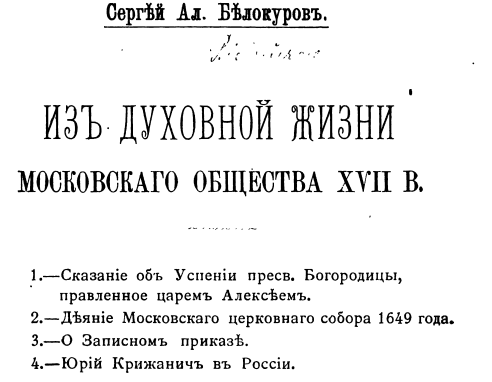 Сергѣй Ал. Бѣлокуровъ.
ИЗЪ ДУХОВНОЙ ЖИЗНИ
МОСКОВСКАГО ОБЩЕСТВА XVII В.
1.—Сказаніе объ Успеніи пресв. Богородицы,
правленное царемъ Алексѣемъ.
2.—Дѣяніе Московскаго церковнаго собора 1649 года.
3.—О Записномъ приказѣ.
4.—Юрій Крижаничъ въ Россіи.